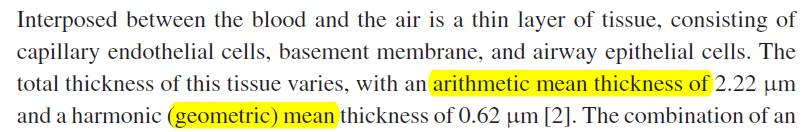 Interposed between the blood and the air is a thin layer of tissue, consisting of
capillary endothelial cells, basement membrane, and airway epithelial cells. The
total thickness of this tissue varies, with an arithmetic mean thickness of 2.22 μm
and a harmonic (geometric) mean thickness of 0.62 μm [2]. The combination of an